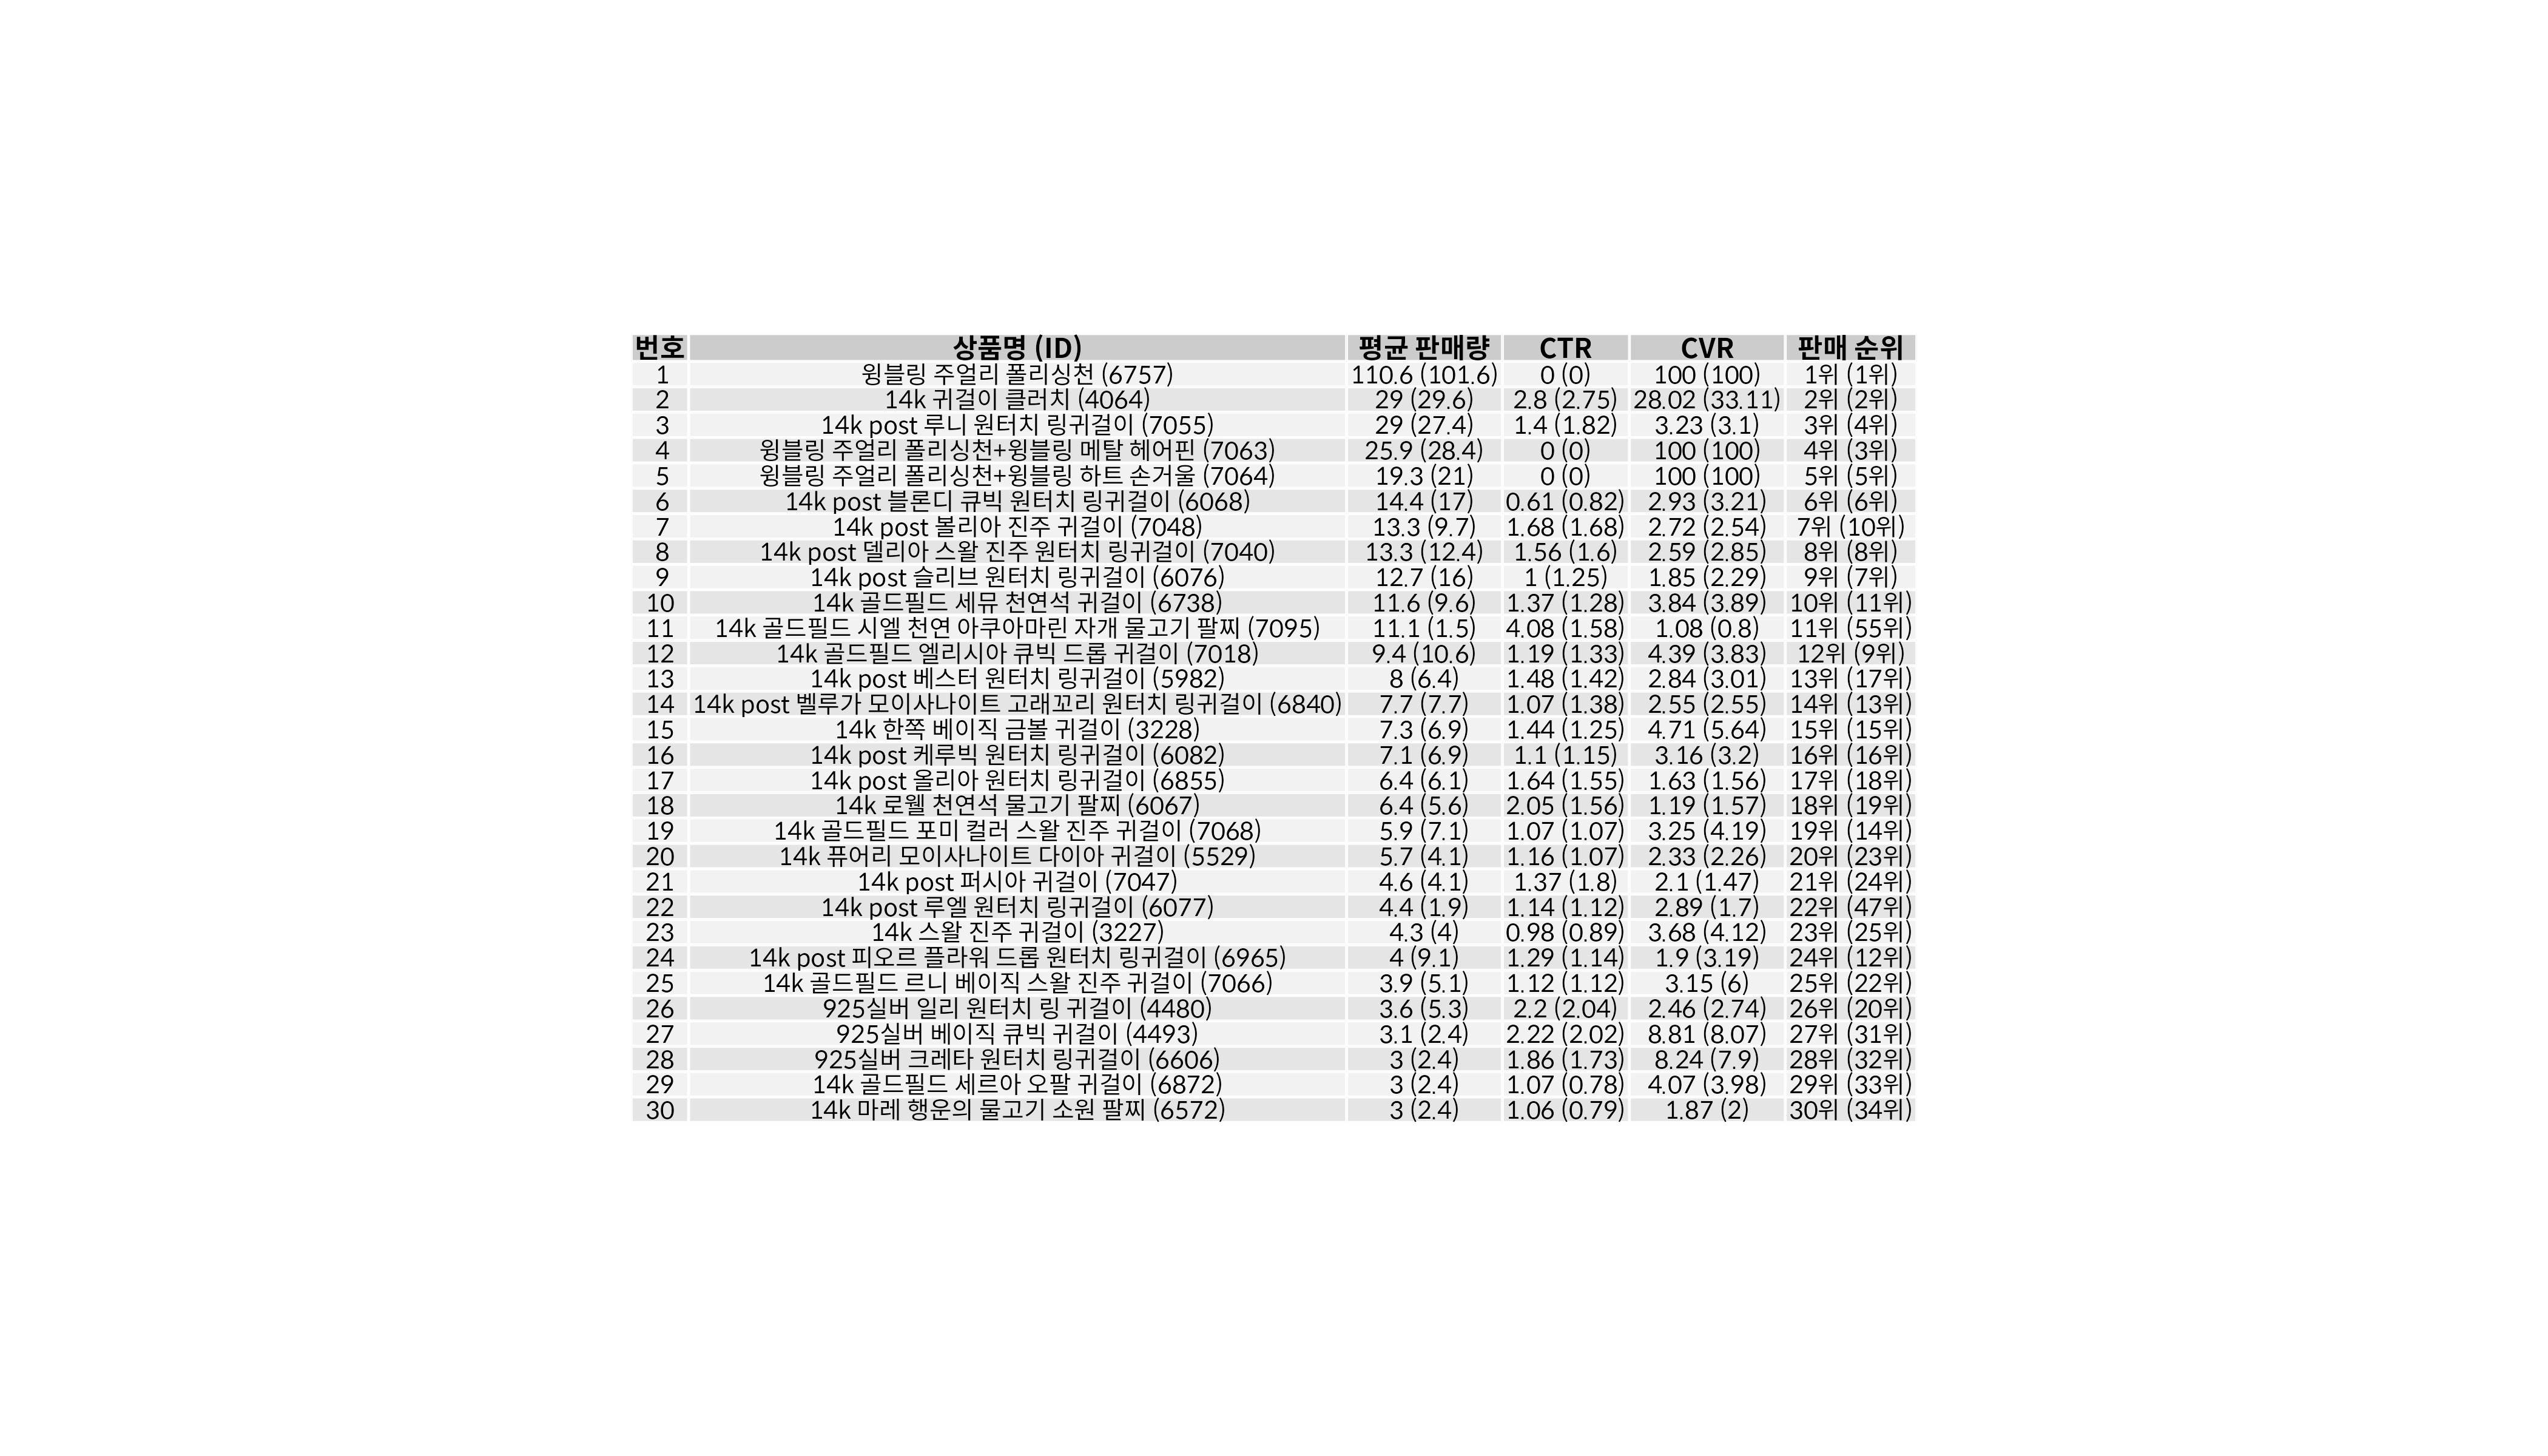 번호 상품명 (ID) 평균 판매량 CTR CVR 판매 순위
1 윙블링 주얼리 폴리싱천 (6757) 110.6 (101.6) 0 (0) 100 (100) 1위 (1위)
2 14k 귀걸이 클러치 (4064) 29 (29.6) 2.8 (2.75) 28.02 (33.11) 2위 (2위)
3 14k post 루니 원터치 링귀걸이 (7055) 29 (27.4) 1.4 (1.82) 3.23 (3.1) 3위 (4위)
4 윙블링 주얼리 폴리싱천+윙블링 메탈 헤어핀 (7063) 25.9 (28.4) 0 (0) 100 (100) 4위 (3위)
5 윙블링 주얼리 폴리싱천+윙블링 하트 손거울 (7064) 19.3 (21) 0 (0) 100 (100) 5위 (5위)
6 14k post 블론디 큐빅 원터치 링귀걸이 (6068) 14.4 (17) 0.61 (0.82) 2.93 (3.21) 6위 (6위)
7 14k post 볼리아 진주 귀걸이 (7048) 13.3 (9.7) 1.68 (1.68) 2.72 (2.54) 7위 (10위)
8 14k post 델리아 스왈 진주 원터치 링귀걸이 (7040) 13.3 (12.4) 1.56 (1.6) 2.59 (2.85) 8위 (8위)
9 14k post 슬리브 원터치 링귀걸이 (6076) 12.7 (16) 1 (1.25) 1.85 (2.29) 9위 (7위)
10 14k 골드필드 세뮤 천연석 귀걸이 (6738) 11.6 (9.6) 1.37 (1.28) 3.84 (3.89) 10위 (11위)
11 14k 골드필드 시엘 천연 아쿠아마린 자개 물고기 팔찌 (7095) 11.1 (1.5) 4.08 (1.58) 1.08 (0.8) 11위 (55위)
12 14k 골드필드 엘리시아 큐빅 드롭 귀걸이 (7018) 9.4 (10.6) 1.19 (1.33) 4.39 (3.83) 12위 (9위)
13 14k post 베스터 원터치 링귀걸이 (5982) 8 (6.4) 1.48 (1.42) 2.84 (3.01) 13위 (17위)
14 14k post 벨루가 모이사나이트 고래꼬리 원터치 링귀걸이 (6840) 7.7 (7.7) 1.07 (1.38) 2.55 (2.55) 14위 (13위)
15 14k 한쪽 베이직 금볼 귀걸이 (3228) 7.3 (6.9) 1.44 (1.25) 4.71 (5.64) 15위 (15위)
16 14k post 케루빅 원터치 링귀걸이 (6082) 7.1 (6.9) 1.1 (1.15) 3.16 (3.2) 16위 (16위)
17 14k post 올리아 원터치 링귀걸이 (6855) 6.4 (6.1) 1.64 (1.55) 1.63 (1.56) 17위 (18위)
18 14k 로웰 천연석 물고기 팔찌 (6067) 6.4 (5.6) 2.05 (1.56) 1.19 (1.57) 18위 (19위)
19 14k 골드필드 포미 컬러 스왈 진주 귀걸이 (7068) 5.9 (7.1) 1.07 (1.07) 3.25 (4.19) 19위 (14위)
20 14k 퓨어리 모이사나이트 다이아 귀걸이 (5529) 5.7 (4.1) 1.16 (1.07) 2.33 (2.26) 20위 (23위)
21 14k post 퍼시아 귀걸이 (7047) 4.6 (4.1) 1.37 (1.8) 2.1 (1.47) 21위 (24위)
22 14k post 루엘 원터치 링귀걸이 (6077) 4.4 (1.9) 1.14 (1.12) 2.89 (1.7) 22위 (47위)
23 14k 스왈 진주 귀걸이 (3227) 4.3 (4) 0.98 (0.89) 3.68 (4.12) 23위 (25위)
24 14k post 피오르 플라워 드롭 원터치 링귀걸이 (6965) 4 (9.1) 1.29 (1.14) 1.9 (3.19) 24위 (12위)
25 14k 골드필드 르니 베이직 스왈 진주 귀걸이 (7066) 3.9 (5.1) 1.12 (1.12) 3.15 (6) 25위 (22위)
26 925실버 일리 원터치 링 귀걸이 (4480) 3.6 (5.3) 2.2 (2.04) 2.46 (2.74) 26위 (20위)
27 925실버 베이직 큐빅 귀걸이 (4493) 3.1 (2.4) 2.22 (2.02) 8.81 (8.07) 27위 (31위)
28 925실버 크레타 원터치 링귀걸이 (6606) 3 (2.4) 1.86 (1.73) 8.24 (7.9) 28위 (32위)
29 14k 골드필드 세르아 오팔 귀걸이 (6872) 3 (2.4) 1.07 (0.78) 4.07 (3.98) 29위 (33위)
30 14k 마레 행운의 물고기 소원 팔찌 (6572) 3 (2.4) 1.06 (0.79) 1.87 (2) 30위 (34위)